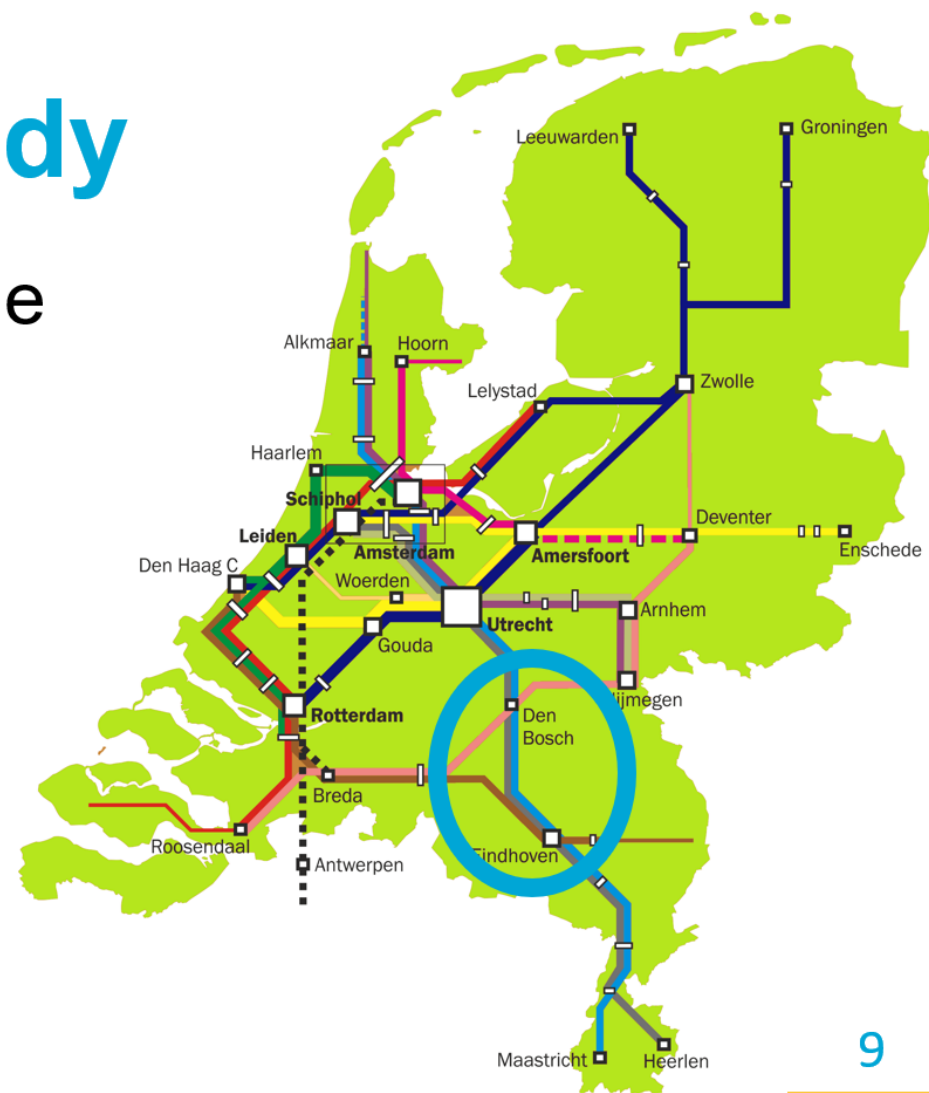 dy
e
Leeuwarden
Groningen
Alkmaar
Hoorn
Zwolle
Lelystad
Haarlem
Schiphol
Deventer
Leiden
Amsterdam
Amersfoort
Enschede
Den Haag C
Woerden
Arnhem
Utrecht
Gouda
ijmegen
Rotterdam
Den
Bosch
Breda
Roosendaal
Eindhoven
Antwerpen
Maastricht
Heerlen
9